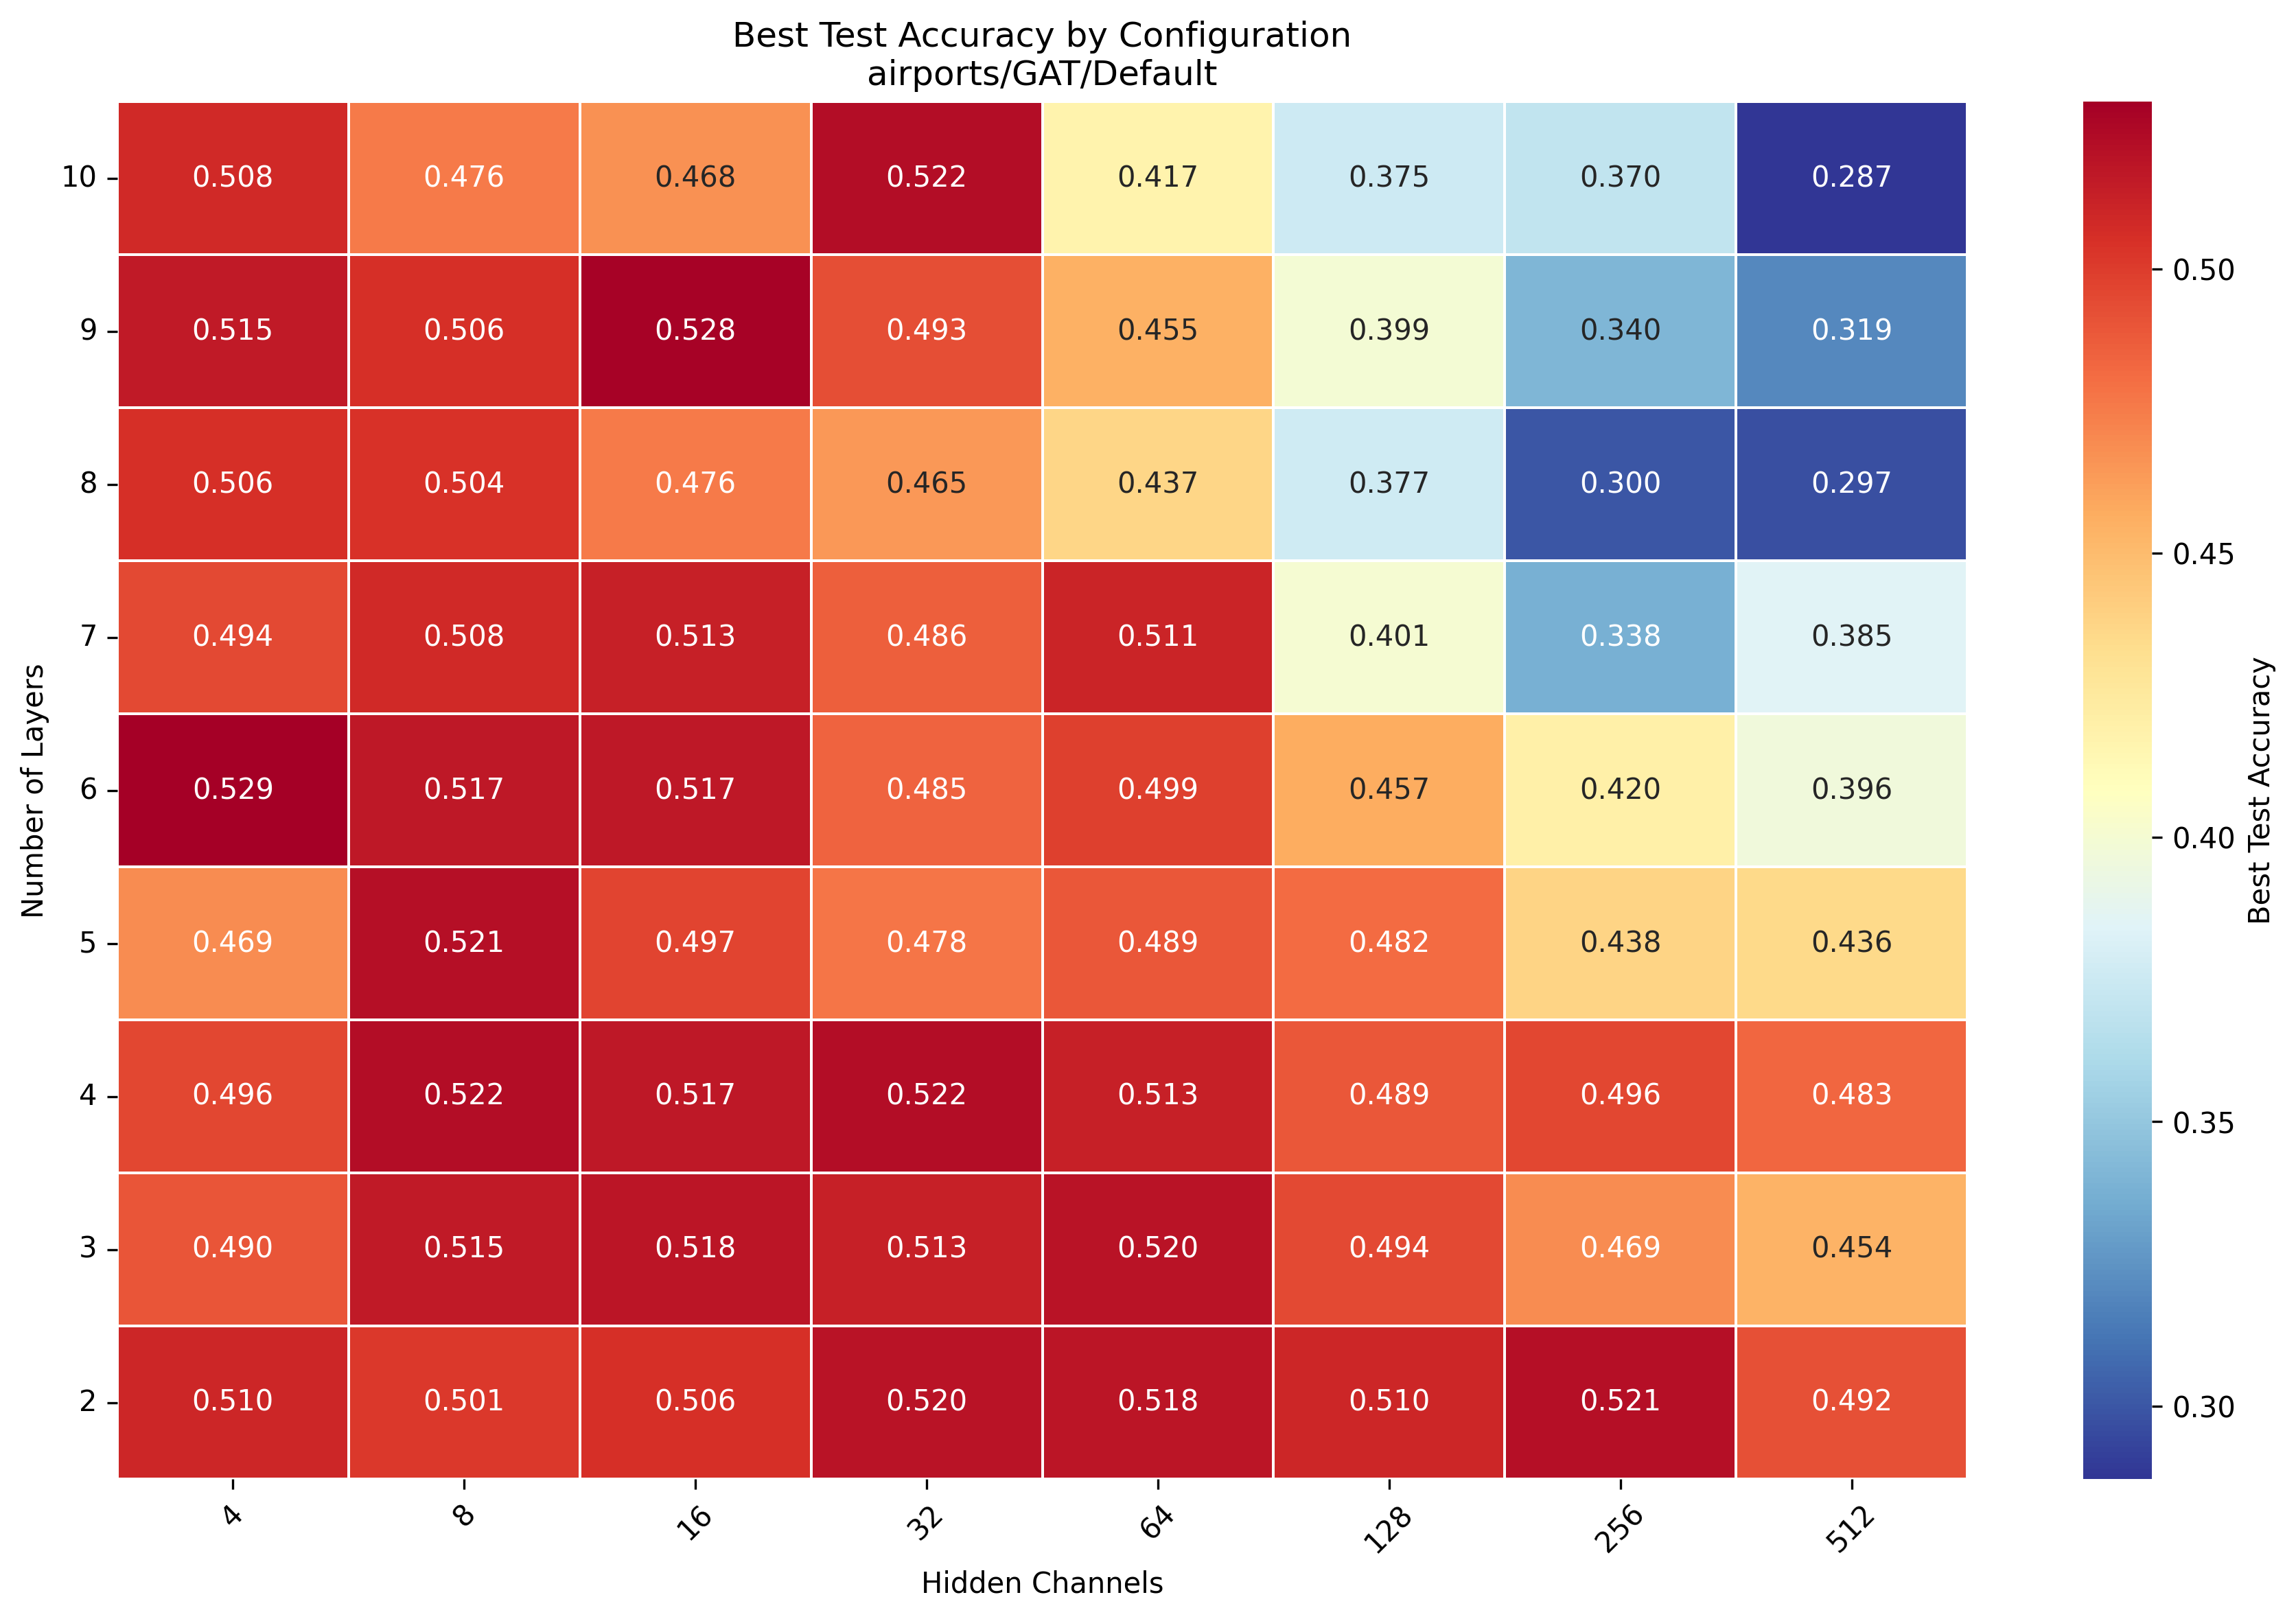 Best Test Accuracy by Configuration
airports/GAT/Default
Number of Layers
10 0.508 0.476 0.468 0.522 0.417 0.375 0.370 0.287
9 0.515 0.506 0.528 0.493 0.455 0.399 0.340 0.319
8 0.506 0.504 0.476 0.465 0.437 0.377 0.300 0.297
7 0.494 0.508 0.513 0.486 0.511 0.401 0.338 0.385
6 0.529 0.517 0.517 0.485 0.499 0.457 0.420 0.396
5 0.469 0.521 0.497 0.478 0.489 0.482 0.438 0.436
4 0.496 0.522 0.517 0.522 0.513 0.489 0.496 0.483
3 0.490 0.515 0.518 0.513 0.520 0.494 0.469 0.454
2 0.510 0.501 0.506 0.520 0.518 0.510 0.521 0.492
4 8 16 32 64 128 256 512
Hidden Channels
0.50
0.45
0.40
0.35
0.30
Best Test Accuracy